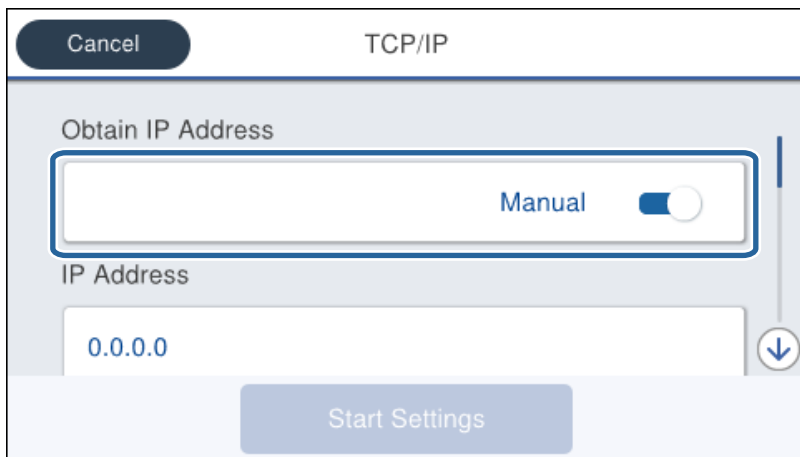 Cancel
TCP/IP
Obtain IP Address
Manual
IP Address
0.0.0.0
Start Settings